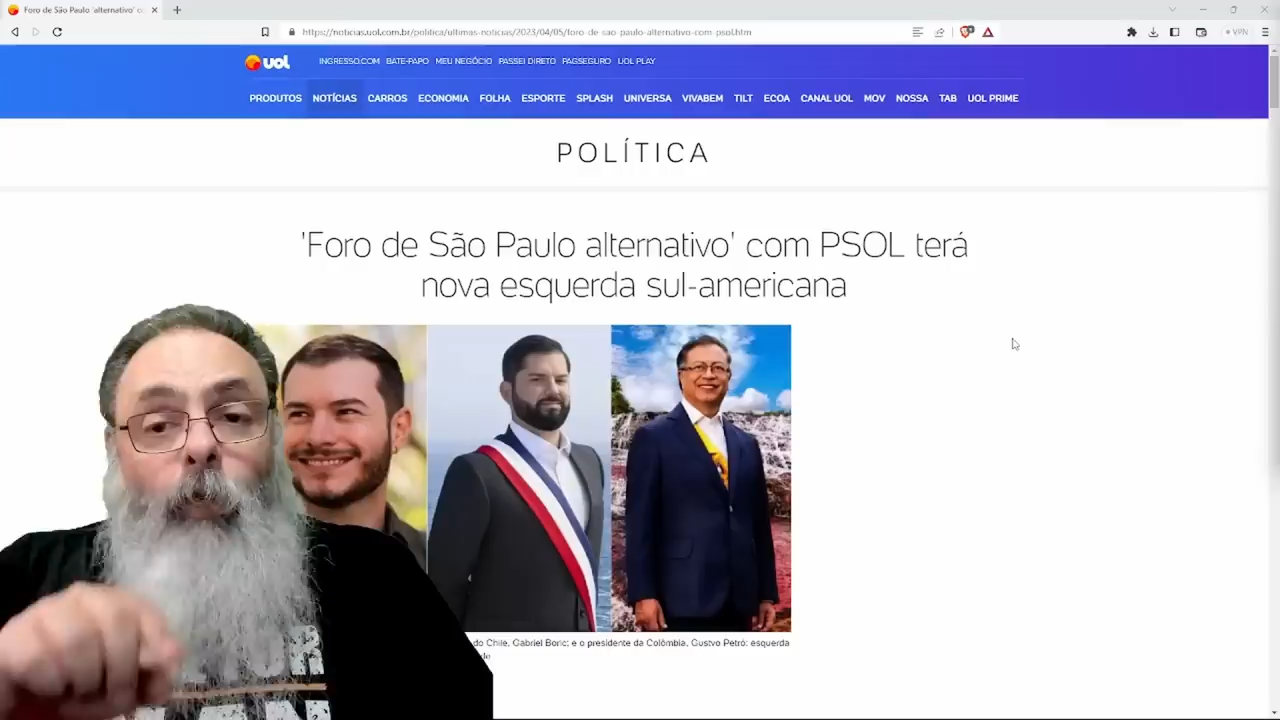 Foro de São Paulo 'alternativo' co
https://noticias.uol.com.br/politica/ultimas-noticias/2023/04/05/foro-de-sao-paulo-alternativo-com-psol.htm
VPN
UOL
INGRESSO.COM BATE-PAPO MEU NEGÓCIO PASSEI DIRETO PAGSEGURO UOL PLAY
PRODUTOS NOTÍCIAS CARROS ECONOMIA FOLHA ESPORTE SPLASH UNIVERSA VIVABEM TILT ECOA CANAL UOL MOV NOSSA TAB UOL PRIME
POLÍTICA
'Foro de São Paulo alternativo' com PSOL terá
nova esquerda sul-americana
do Chile, Gabriel Boric; e o presidente da Colômbia, Gustvo Petró: esquerda